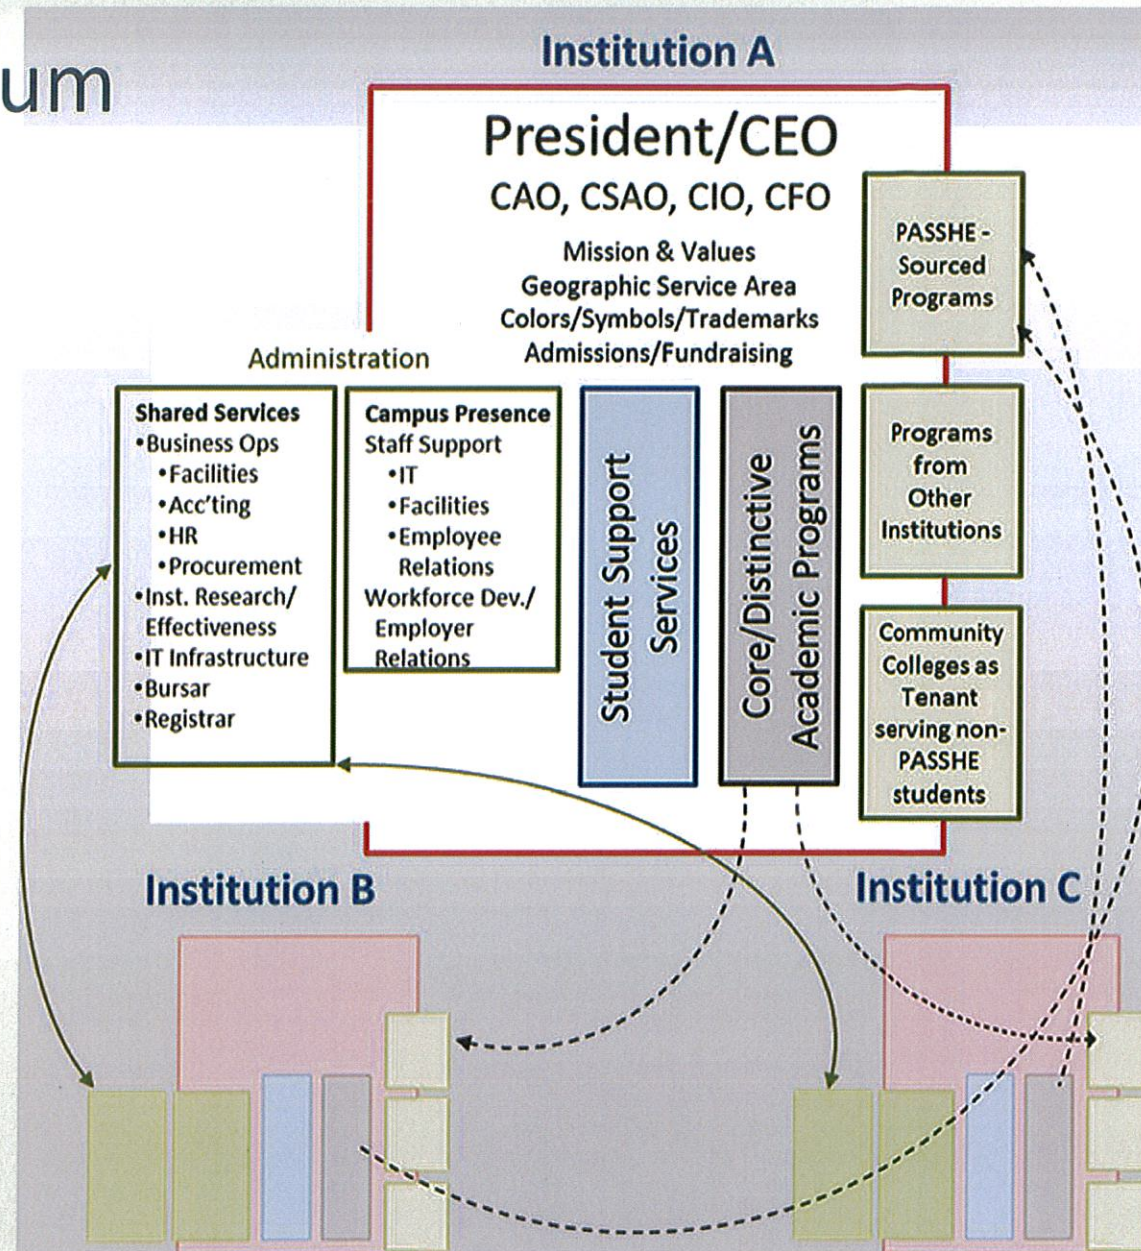 um
Institution A
President/CEO
CAO, CSAO, CIO, CFO
Mission & Values
Geographic Service Area
Colors/Symbols/Trademarks
Admissions/Fundraising
PASSHE -
Sourced
Programs
Administration
Shared Services
•Business Ops
•Facilities
•Acc'ting
•HR
•Procurement
•Inst. Research/
Effectiveness
•IT Infrastructure
•Bursar
•Registrar
Campus Presence
Staff Support
•IT
•Facilities
•Employee
Relations
Workforce Dev./
Employer
Relations
Student Support
Services
Core/Distinctive
Academic Programs
Programs
from
Other
Institutions
Community
Colleges as
Tenant
serving non-
PASSHE
students
Institution B
Institution C